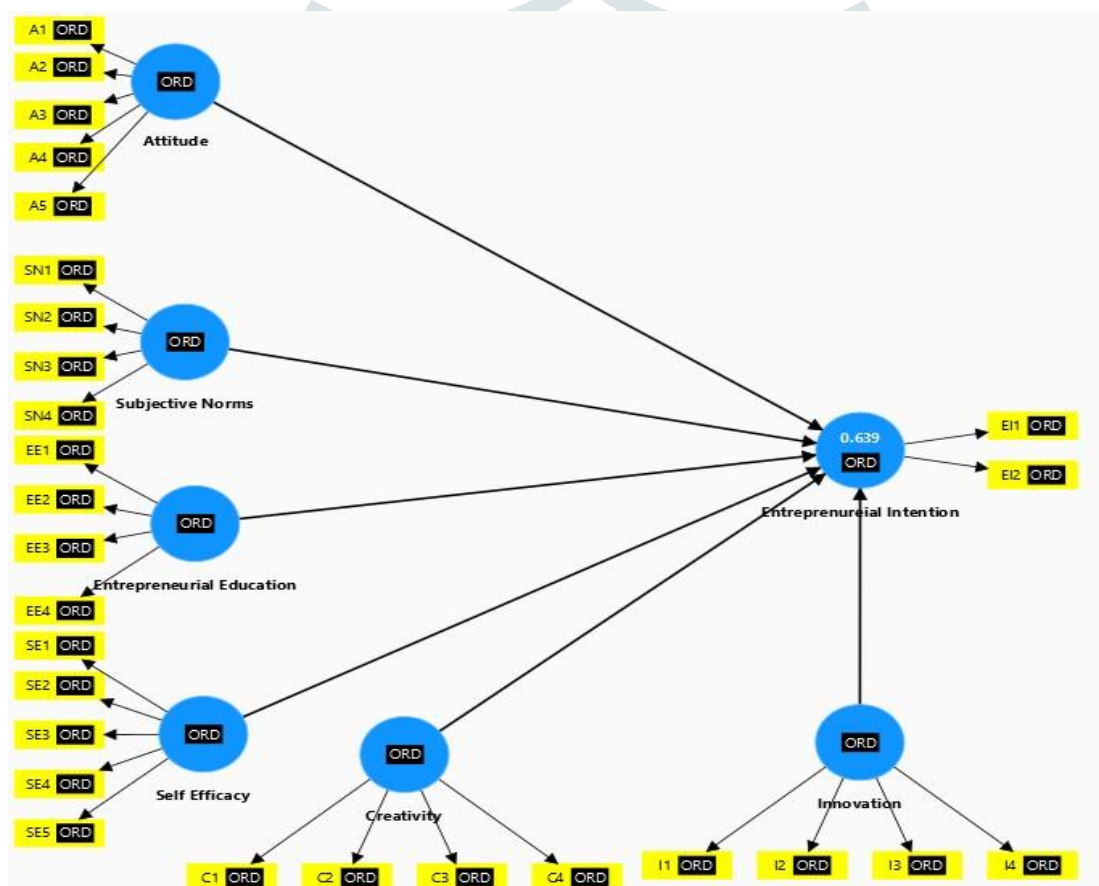 A1 ORD
A2 ORD
A3 ORD
A4 ORD
A5 ORD
ORD
Attitude
SN1 ORD
SN2 ORD
SN3 ORD
SN4 ORD
ORD
Subjective Norms
EE1 ORD
EE2 ORD
EE3 ORD
EE4 ORD
ORD
Entrepreneurial Education
SE1 ORD
SE2 ORD
SE3 ORD
SE4 ORD
SE5 ORD
ORD
Self Efficacy
ORD
Creativity
C1 ORD
C2 ORD
C3 ORD
C4 ORD
0.639
ORD
Entreprenureial Intention
EI1 ORD
EI2 ORD
ORD
Innovation
I1 ORD
I2 ORD
I3 ORD
I4 ORD